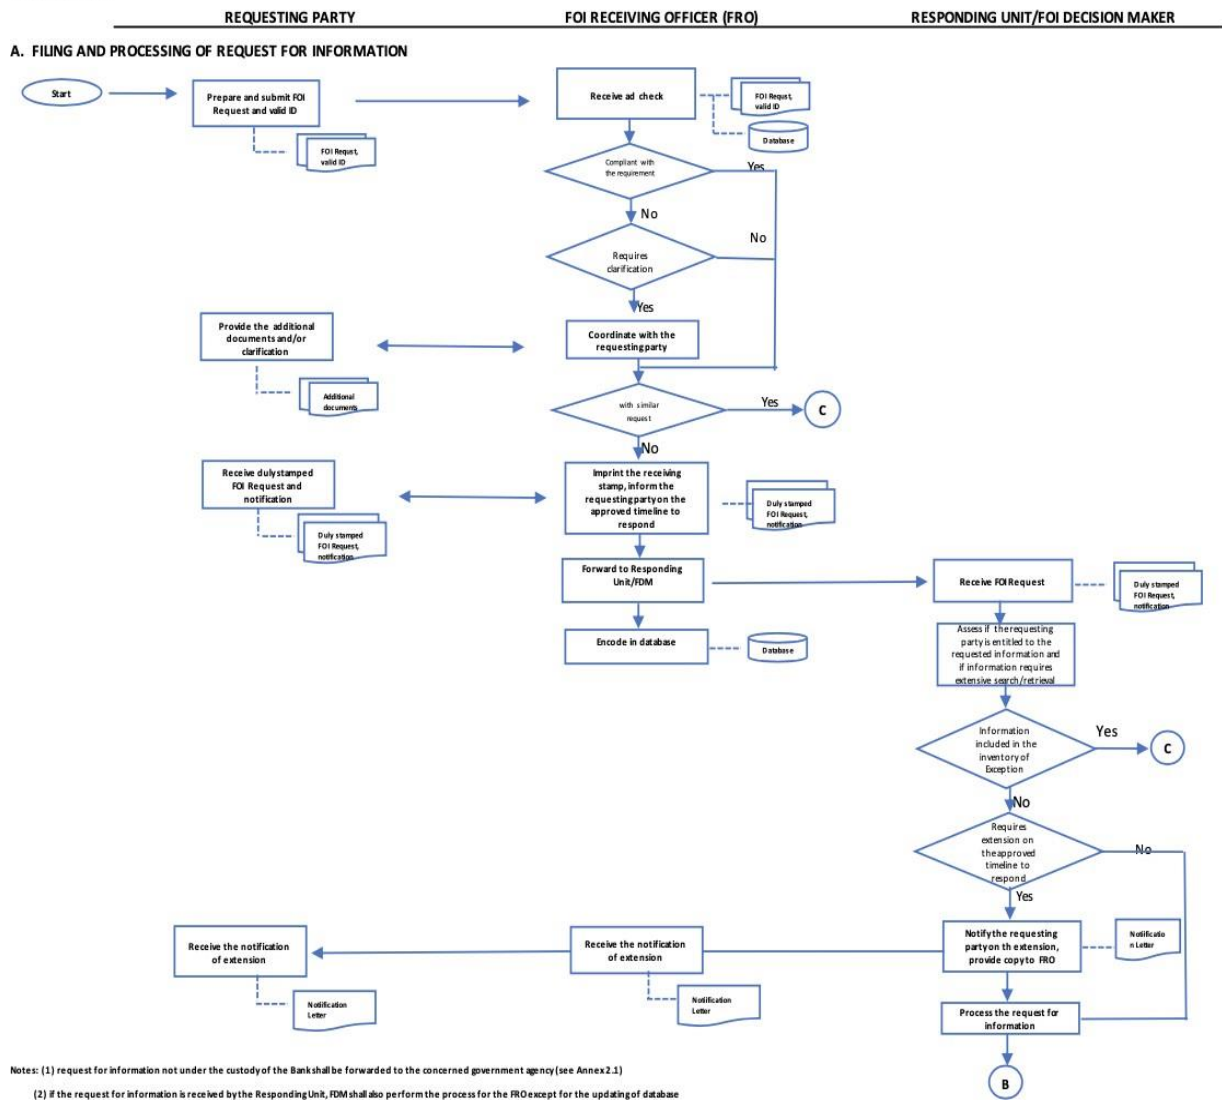 REQUESTING PARTY
FOI RECEIVING OFFICER (FRO)
RESPONDING UNIT/FOI DECISION MAKER
A. FILING AND PROCESSING OF REQUEST FOR INFORMATION
Start
Prepare and submit FOI
Request and valid ID
FOI Requst,
valid ID
Receive ad check
FOI Requst,
valid ID
Database
Compliant with
the requirement
Yes
No
Requires
clarification
No
Yes
Provide the additional
documents and/or
clarification
Additional
documents
Coordinate with the
requesting party
with similar
request
Yes
C
No
Receive duly stamped
FOI Request and
notification
Duly stamped
FOI Request,
notification
Imprint the receiving
stamp, inform the
requesting party on the
approved timeline to
respond
Duly stamped
FOI Request,
notification
Forward to Responding
Unit/FDM
Receive FOI Request
Duly stamped
FOI Request,
notification
Encode in database
Database
Assess if the requesting
party is entitled to the
requested information and
if information requires
extensive search/retrieval
Information
included in the
inventory of
Exception
Yes
C
No
Requires
extension on
the approved
timeline to
respond
No
Yes
Receive the notification
of extension
Notiification
Letter
Receive the notification
of extension
Notiification
Letter
Notify the requesting
party on th extension,
provide copy to FRO
Notiificatio
n Letter
Process the request for
information
B
Notes: (1) request for information not under the custody of the Bank shall be forwarded to the concerned government agency (see Annex 2.1)
(2) if the request for information is received by the Responding Unit, FDM shall also perform the process for the FRO except for the updating of database